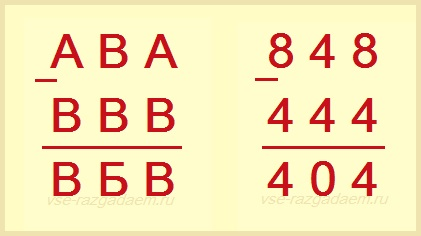 А В А
−
В В В
В Б В
vse-razgadaem.ru
8 4 8
−
4 4 4
4 0 4
vse-razgadaem.ru